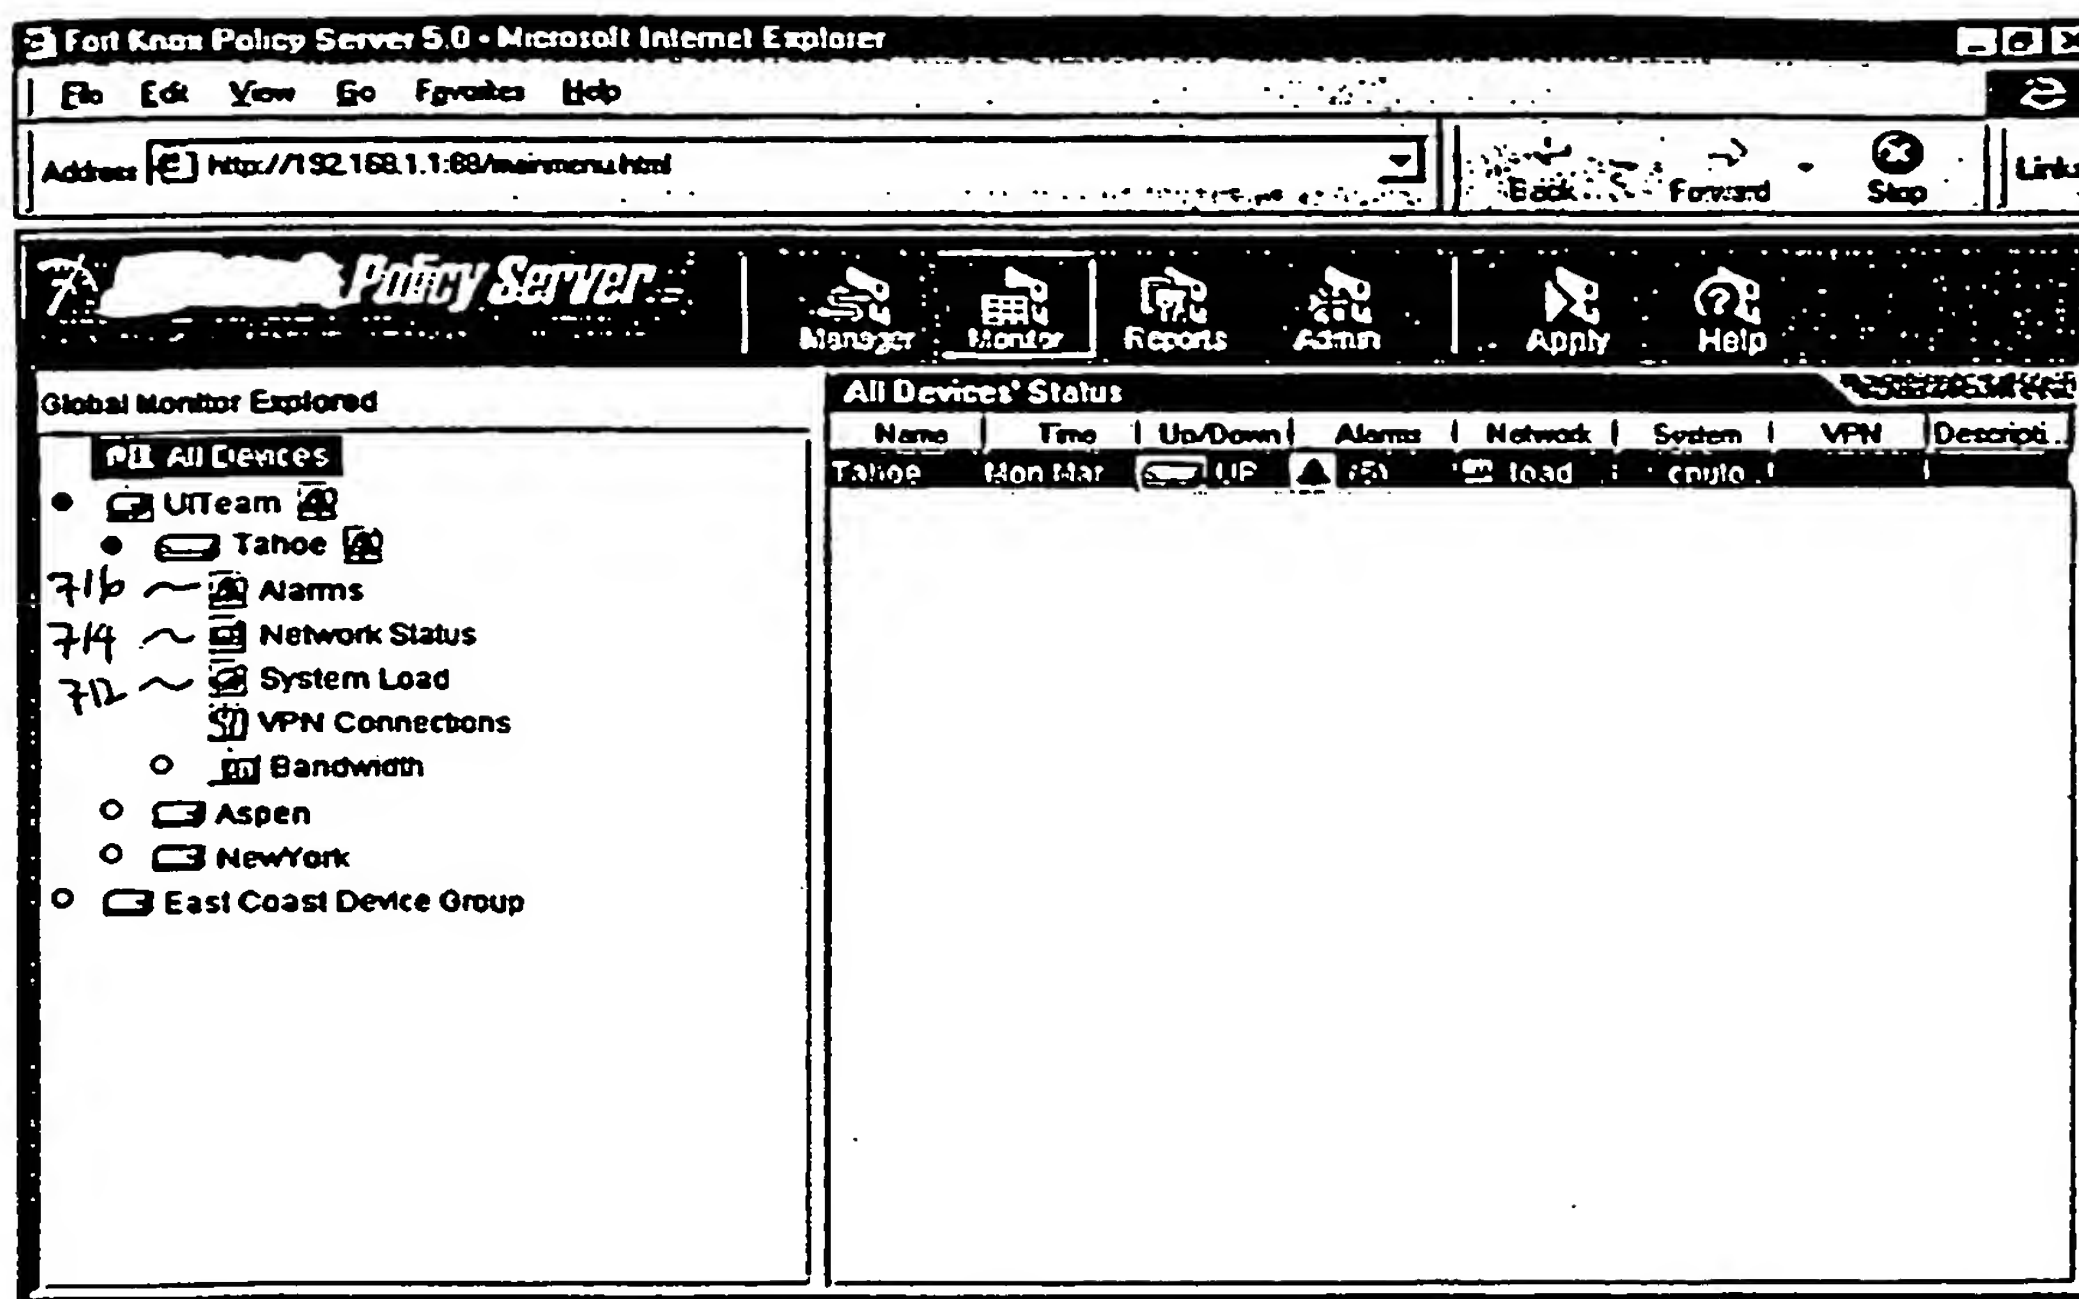 Fort Knox Policy Server 5.0 - Microsoft Internet Explorer
File Edit View Go Favorites Help
Address http://192.168.1.1:88/mainmenu.html Back Forward Stop Links
Policy Server Manager Monitor Reports Admin Apply Help
Global Monitor Explored
All Devices
UITeam
Tahoe
716 Alarms
714 Network Status
712 System Load
VPN Connections
Bandwidth
Aspen
NewYork
East Coast Device Group
All Devices' Status
Name Time Up/Down Alarms Network System VPN Descripti..
Tahoe Mon Mar UP (5) load